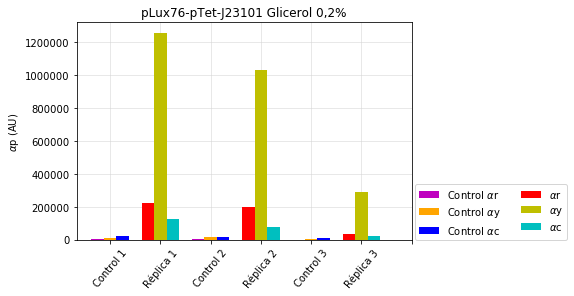 pLux76-pTet-J23101 Glicerol 0,2%
αp (AU)
1200000
1000000
800000
600000
400000
200000
0
Control 1
Réplica 1
Control 2
Réplica 2
Control 3
Réplica 3
Control αr
Control αy
Control αc
αr
αy
αc